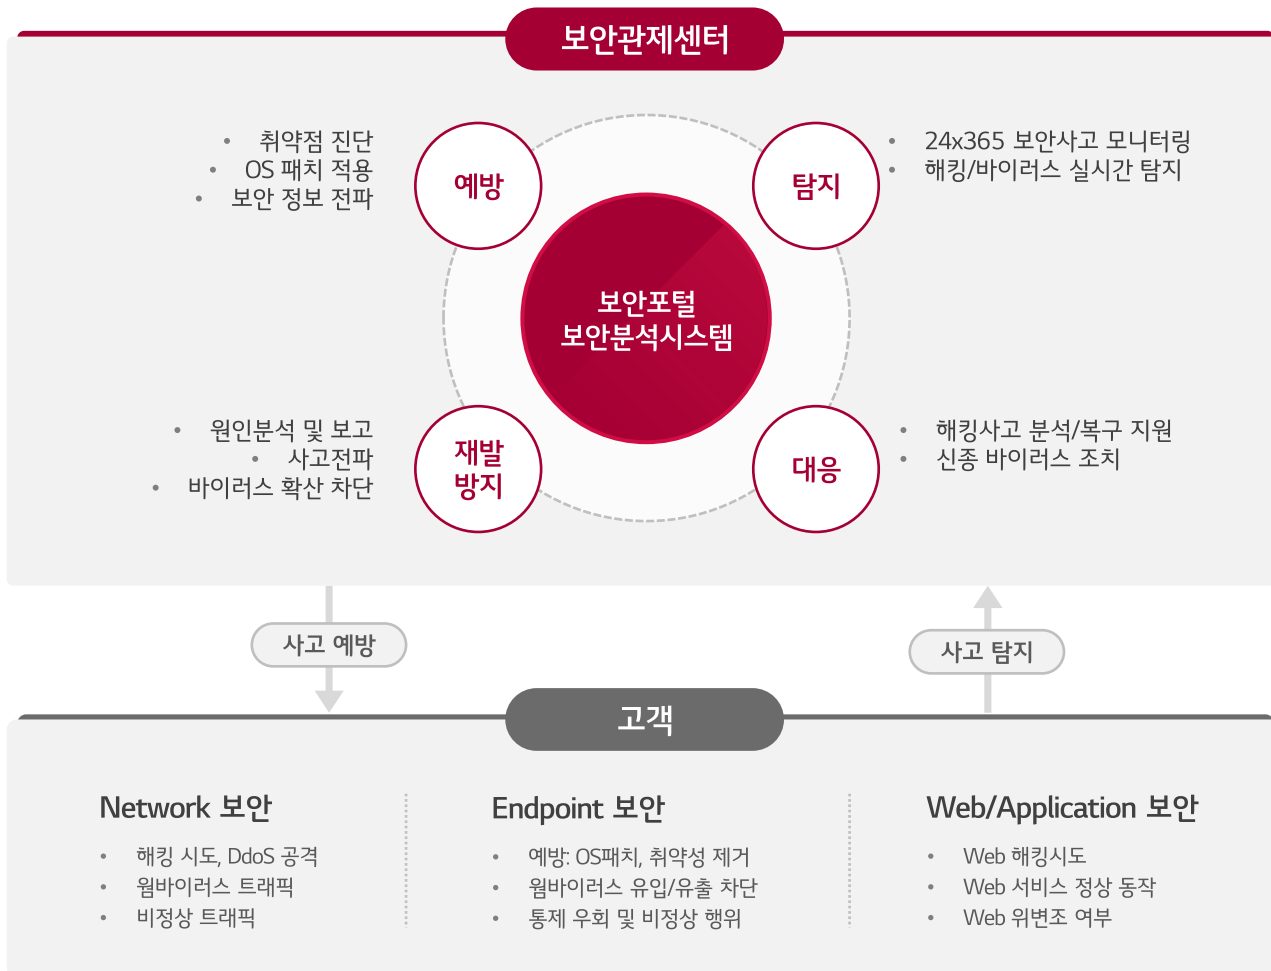 보안관제센터
• 취약점 진단
• OS 패치 적용
• 보안 정보 전파
예방
탐지
• 24x365 보안사고 모니터링
• 해킹/바이러스 실시간 탐지
보안포털
보안분석시스템
• 원인분석 및 보고
• 사고전파
• 바이러스 확산 차단
재발
방지
대응
• 해킹사고 분석/복구 지원
• 신종 바이러스 조치
사고 예방
사고 탐지
고객
Network 보안
• 해킹 시도, DdoS 공격
• 웜바이러스 트래픽
• 비정상 트래픽
Endpoint 보안
• 예방: OS패치, 취약성 제거
• 웜바이러스 유입/유출 차단
• 통제 우회 및 비정상 행위
Web/Application 보안
• Web 해킹시도
• Web 서비스 정상 동작
• Web 위변조 여부